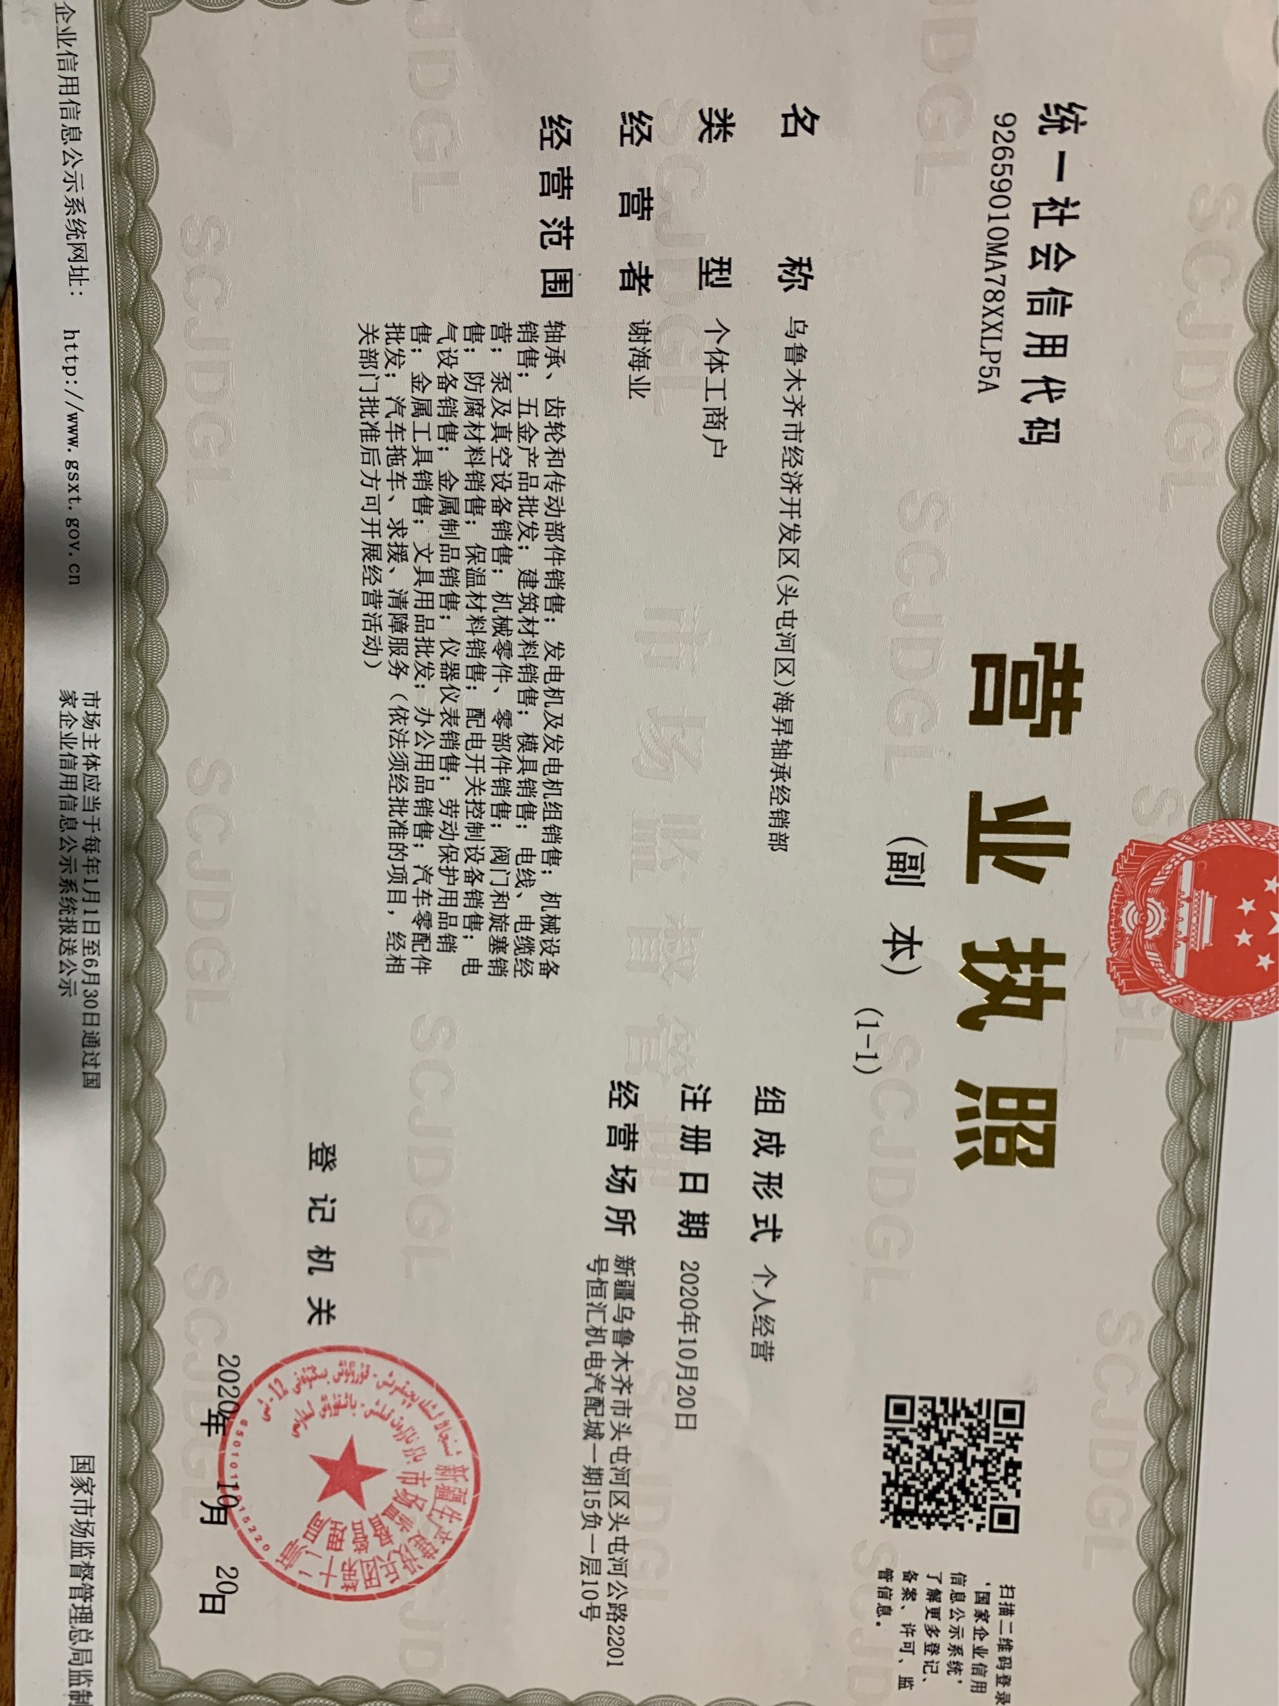 统一社会信用代码
92659010MA78XXLP5A
营业执照
（副 本）
(1-1)
扫描二维码登录
‘国家企业信用
信息公示系统’
了解更多登记、
备案、许可、监
管信息。
名称 乌鲁木齐市经济开发区(头屯河区)海昇轴承经销部
类型 个体工商户
经营者 谢海业
经营范围 轴承、齿轮和传动部件销售；发电机及发电机组销售；机械设备
销售；五金产品批发；建筑材料销售；模具销售；电线、电缆经
营；泵及真空设备销售；机械零件、零部件销售；阀门和旋塞销
售；防腐材料销售；保温材料销售；配电开关控制设备销售；电
气设备销售；金属制品销售；仪器仪表销售；劳动保护用品销
售；金属工具销售；文具用品批发；办公用品销售；汽车零配件
批发；汽车拖车、求援、清障服务（依法须经批准的项目，经相
关部门批准后方可开展经营活动）
组成形式 个人经营
注册日期 2020年10月20日
经营场所 新疆乌鲁木齐市头屯河区头屯河公路2201
号恒汇机电汽配城一期15负一层10号
登记机关
2020年 10月 20日
企业信用信息公示系统网址： http://www.gsxt.gov.cn
市场主体应当于每年1月1日至6月30日通过国
家企业信用信息公示系统报送公示
国家市场监督管理总局监制
SCJDGL
市场监督管理